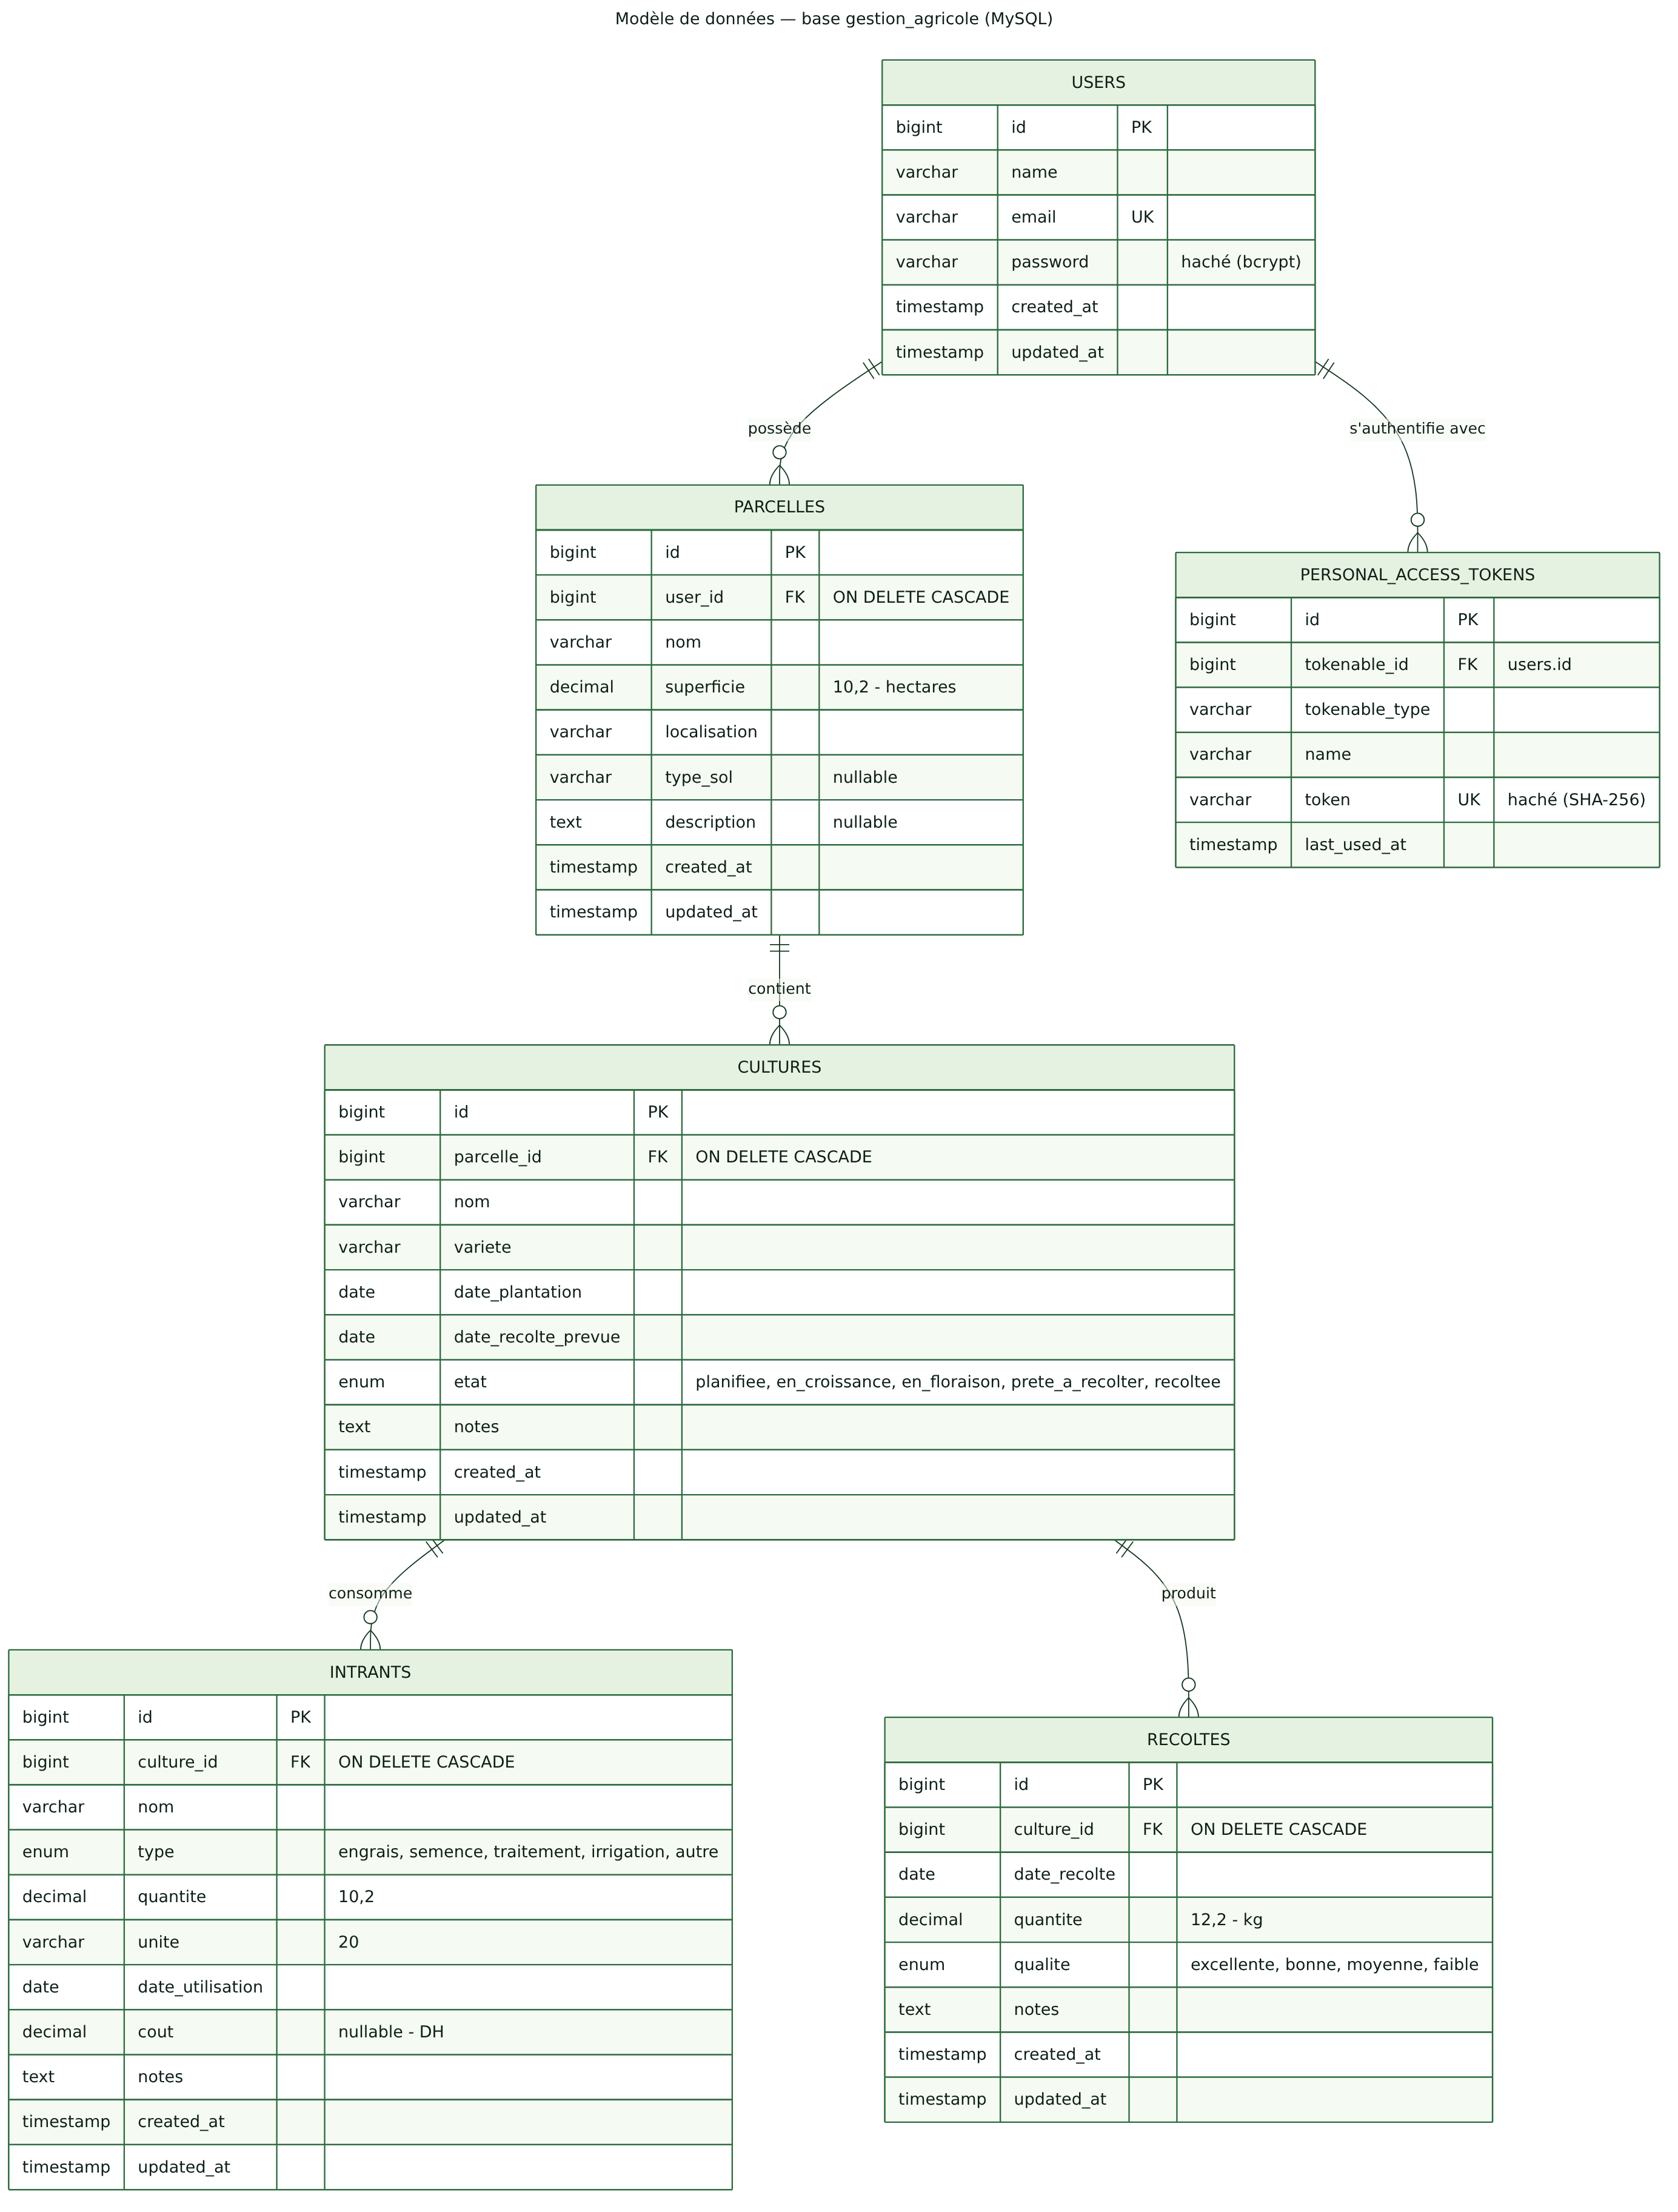 Modèle de données — base gestion_agricole (MySQL)
USERS
bigint id PK
varchar name
varchar email UK
varchar password haché (bcrypt)
timestamp created_at
timestamp updated_at
possède
s'authentifie avec
PARCELLES
bigint id PK
bigint user_id FK ON DELETE CASCADE
varchar nom
decimal superficie 10,2 - hectares
varchar localisation
varchar type_sol nullable
text description nullable
timestamp created_at
timestamp updated_at
PERSONAL_ACCESS_TOKENS
bigint id PK
bigint tokenable_id FK users.id
varchar tokenable_type
varchar name
varchar token UK haché (SHA-256)
timestamp last_used_at
contient
CULTURES
bigint id PK
bigint parcelle_id FK ON DELETE CASCADE
varchar nom
varchar variete
date date_plantation
date date_recolte_prevue
enum etat planifiee, en_croissance, en_floraison, prete_a_recolter, recoltee
text notes
timestamp created_at
timestamp updated_at
consomme
produit
INTRANTS
bigint id PK
bigint culture_id FK ON DELETE CASCADE
varchar nom
enum type engrais, semence, traitement, irrigation, autre
decimal quantite 10,2
varchar unite 20
date date_utilisation
decimal cout nullable - DH
text notes
timestamp created_at
timestamp updated_at
RECOLTES
bigint id PK
bigint culture_id FK ON DELETE CASCADE
date date_recolte
decimal quantite 12,2 - kg
enum qualite excellente, bonne, moyenne, faible
text notes
timestamp created_at
timestamp updated_at